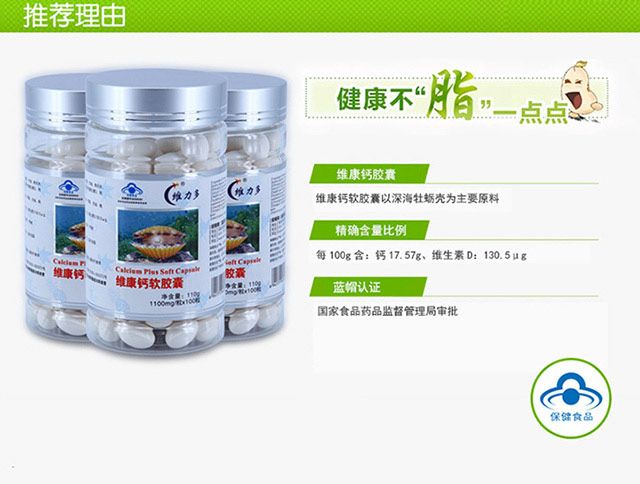 推荐理由
健康不“脂”一点点
维康钙胶囊
维康钙软胶囊以深海牡蛎壳为主要原料
精确含量比例
每100g含：钙17.57g、维生素D：130.5μg
蓝帽认证
国家食品药品监督管理局审批
保健食品
维力多
Calcium Plus Soft Capsule
维康钙软胶囊
净含量：110g
1100mg/粒×100粒